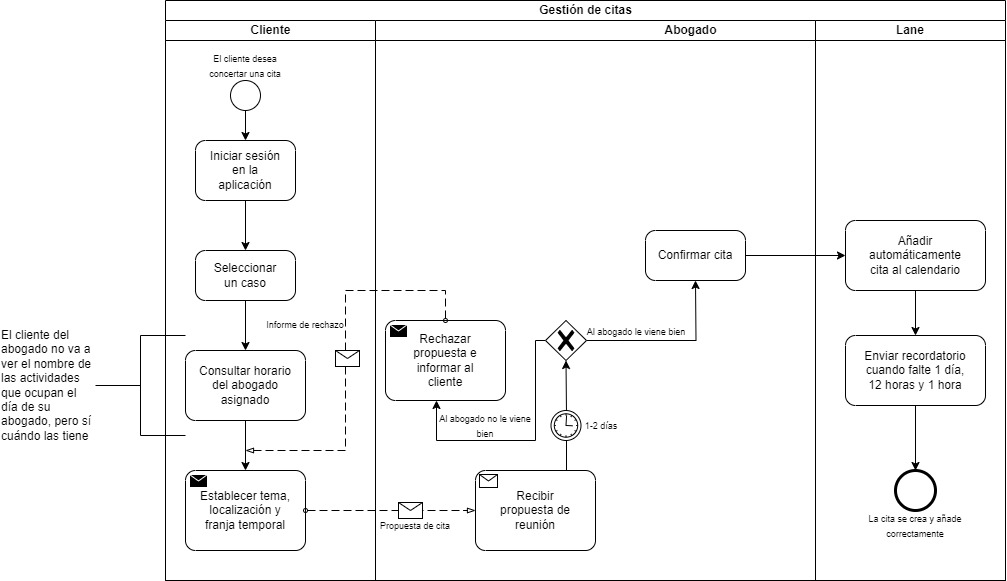 Gestión de citas
Cliente
Abogado
Lane
El cliente desea
concertar una cita
Iniciar sesión
en la
aplicación
Seleccionar
un caso
El cliente del
abogado no va a
ver el nombre de
las actividades
que ocupan el
día de su
abogado, pero sí
cuándo las tiene
Consultar horario
del abogado
asignado
Informe de rechazo
Establecer tema,
localización y
franja temporal
Propuesta de cita
Rechazar
propuesta e
informar al
cliente
Al abogado no le viene
bien
Recibir
propuesta de
reunión
1-2 días
Al abogado le viene bien
Confirmar cita
Añadir
automáticamente
cita al calendario
Enviar recordatorio
cuando falte 1 día,
12 horas y 1 hora
La cita se crea y añade
correctamente